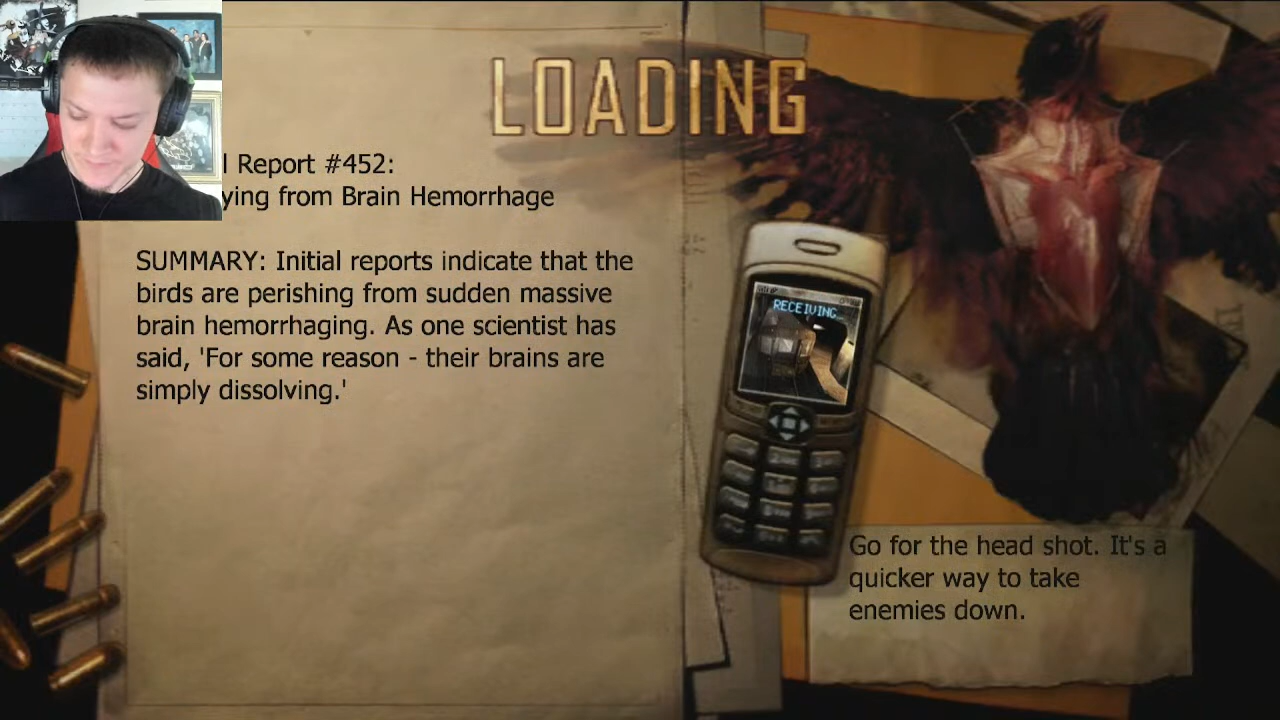 LOADING
l Report #452:
ying from Brain Hemorrhage
SUMMARY: Initial reports indicate that the
birds are perishing from sudden massive
brain hemorrhaging. As one scientist has
said, 'For some reason - their brains are
simply dissolving.'
RECEIVING_
Go for the head shot. It's a
quicker way to take
enemies down.